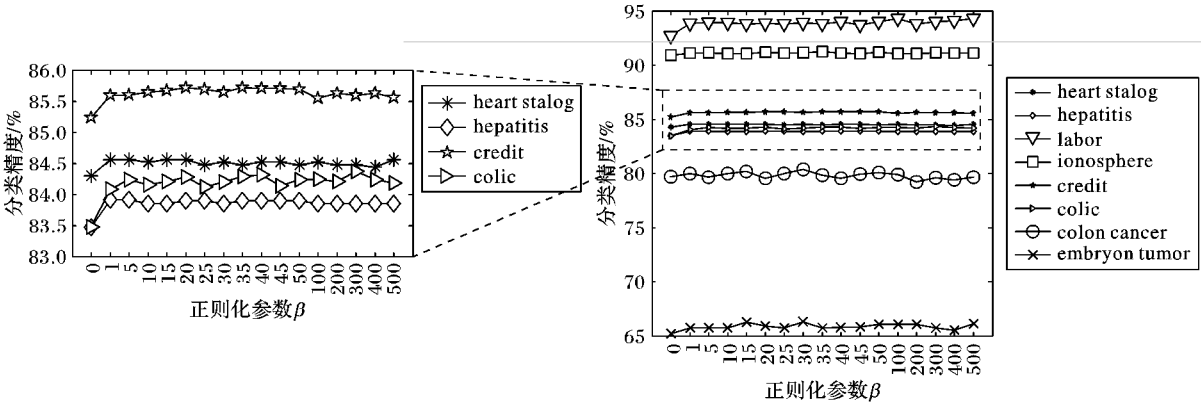 86.0
85.5
85.0
84.5
84.0
83.5
83.0
分类精度/%
0 1 5 10 15 20 25 30 35 40 45 50 100 200 300 400 500
正则化参数β
heart stalog
hepatitis
credit
colic
95
90
85
80
75
70
65
分类精度/%
0 1 5 10 15 20 25 30 35 40 45 50 100 200 300 400 500
正则化参数β
heart stalog
hepatitis
labor
ionosphere
credit
colic
colon cancer
embryon tumor